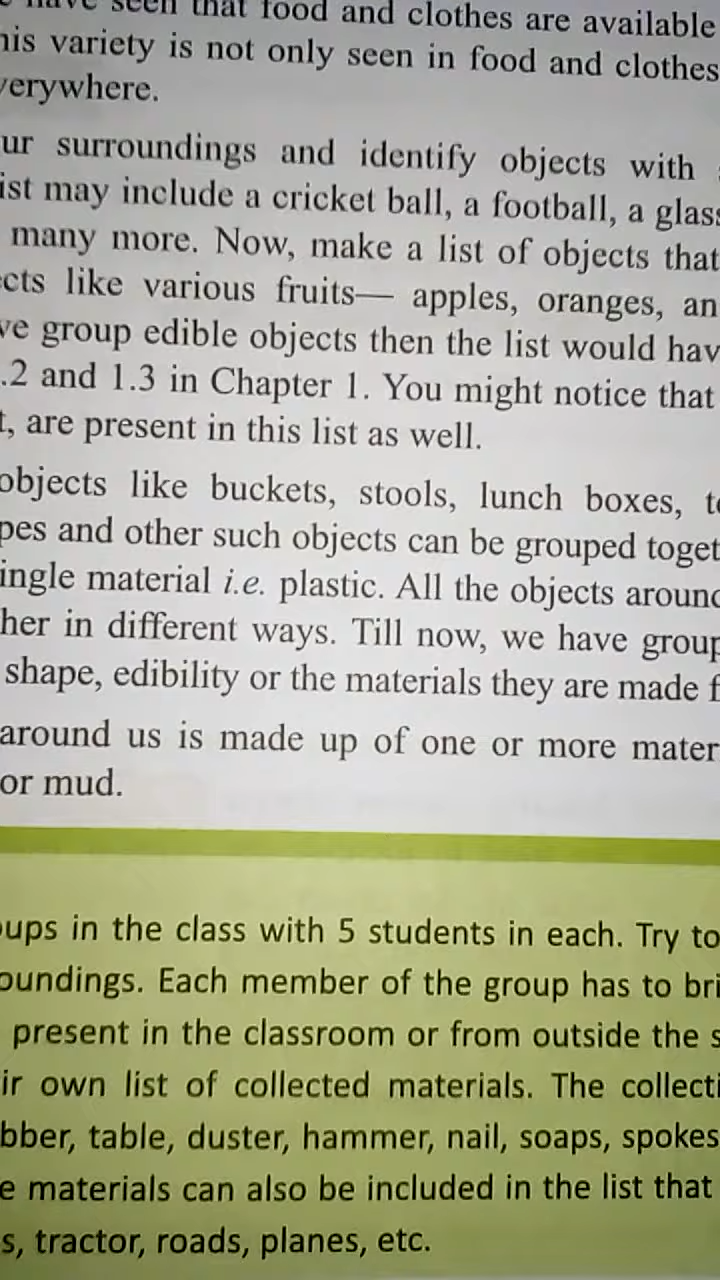 have seen that food and clothes are available
his variety is not only seen in food and clothes
verywhere.
ur surroundings and identify objects with
ist may include a cricket ball, a football, a glass
many more. Now, make a list of objects that
ects like various fruits— apples, oranges, an
ve group edible objects then the list would hav
.2 and 1.3 in Chapter 1. You might notice that
t, are present in this list as well.
objects like buckets, stools, lunch boxes, to
pes and other such objects can be grouped toget
ingle material i.e. plastic. All the objects around
her in different ways. Till now, we have group
shape, edibility or the materials they are made f
around us is made up of one or more mater
or mud.
oups in the class with 5 students in each. Try to
oundings. Each member of the group has to bri
present in the classroom or from outside the s
ir own list of collected materials. The collecti
bber, table, duster, hammer, nail, soaps, spokes
e materials can also be included in the list that
s, tractor, roads, planes, etc.